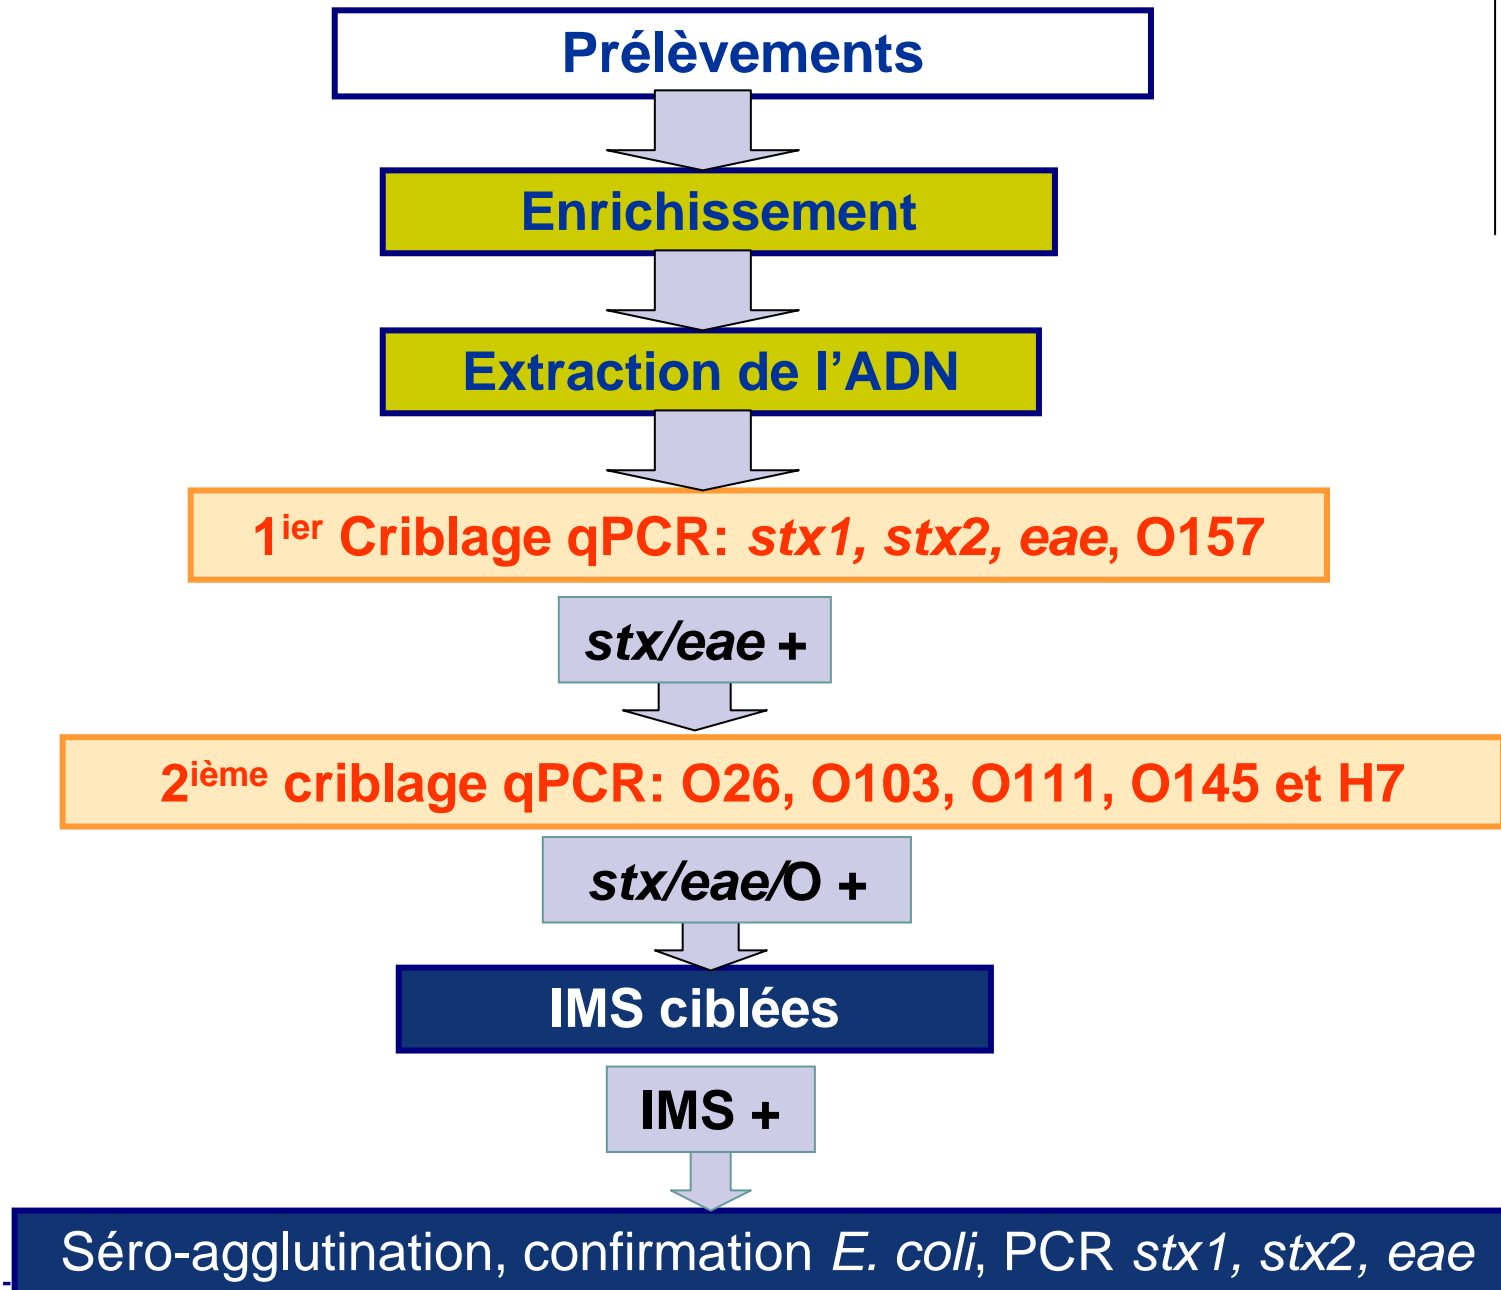 Prélèvements
Enrichissement
Extraction de l’ADN
1ier Criblage qPCR: stx1, stx2, eae, O157
stx/eae +
2ième criblage qPCR: O26, O103, O111, O145 et H7
stx/eae/O +
IMS ciblées
IMS +
Séro-agglutination, confirmation E. coli, PCR stx1, stx2, eae